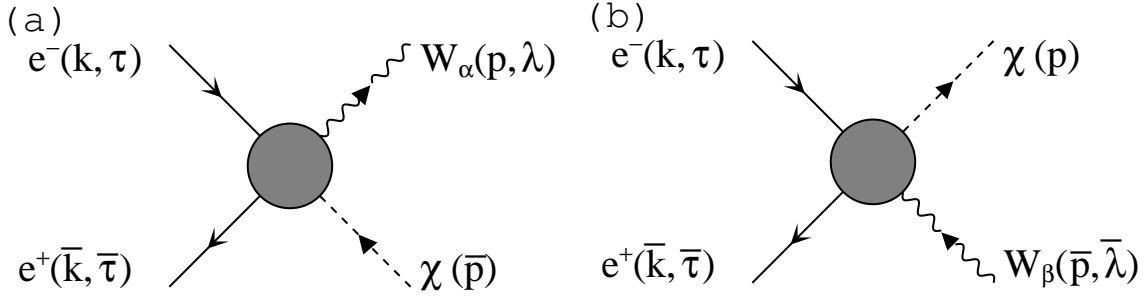 (a)
e⁻(k, τ)
W_α(p, λ)
e⁺(k̄, τ̄)
χ (p̄)
(b)
e⁻(k, τ)
χ (p)
e⁺(k̄, τ̄)
W_β(p̄, λ̄)